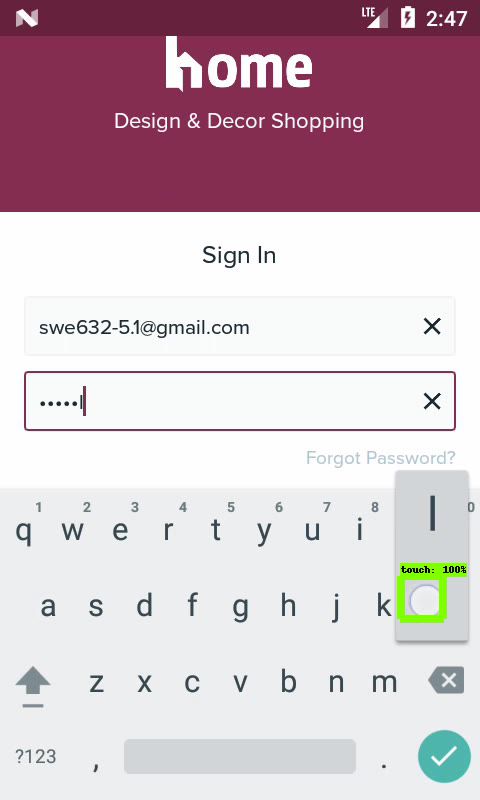 LTE 2:47
home
Design & Decor Shopping
Sign In
swe632-5.1@gmail.com
•••••l
Forgot Password?
1 2 3 4 5 6 7 8 0
q w e r t y u i
l
touch: 100%
a s d f g h j k
z x c v b n m
?123 , .